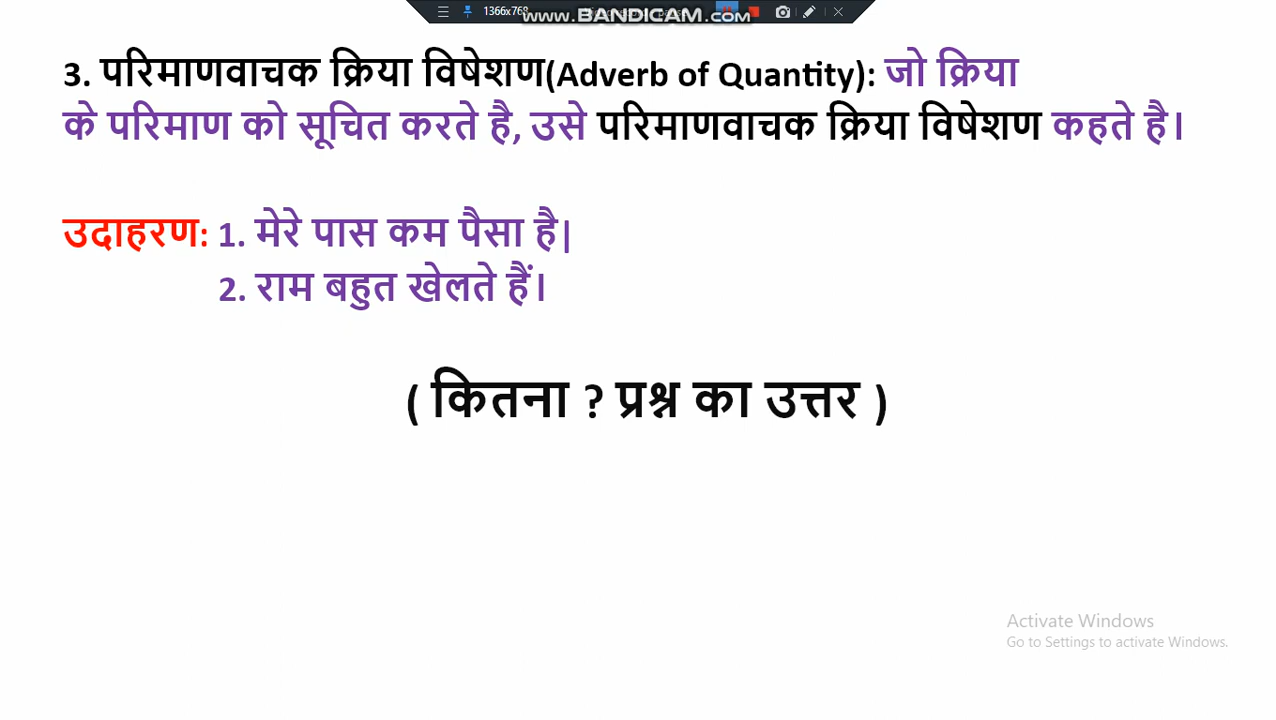 1366x768
www.BANDICAM.com
3. परिमाणवाचक क्रिया विषेशण(Adverb of Quantity): जो क्रिया
के परिमाण को सूचित करते है, उसे परिमाणवाचक क्रिया विषेशण कहते है।
उदाहरण: 1. मेरे पास कम पैसा है|
2. राम बहुत खेलते हैं।
( कितना ? प्रश्न का उत्तर )
Activate Windows
Go to Settings to activate Windows.